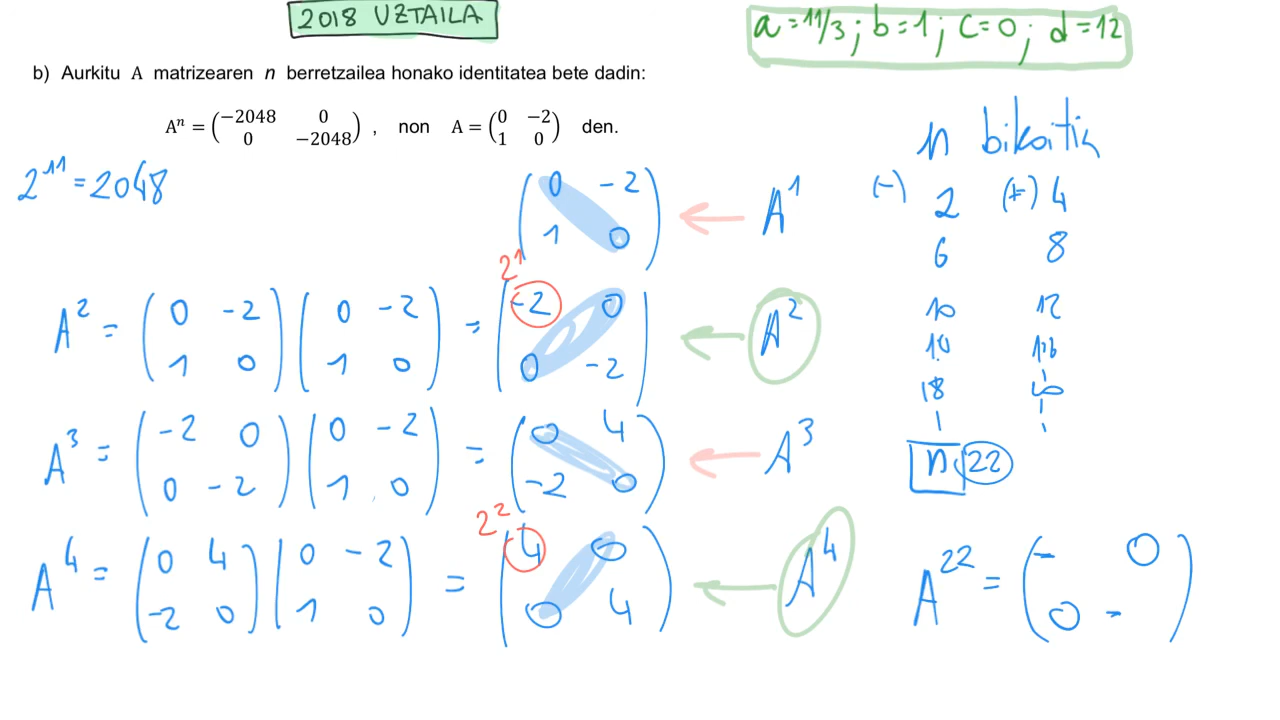 2018 UZTAILA
a = 11/3 ; b = 1 ; c = 0 ; d = 12
b) Aurkitu A matrizearen n berretzailea honako identitatea bete dadin:
Aⁿ = (−2048 0
0 −2048) , non A = (0 −2
1 0) den.
2¹¹ = 2048
(0 -2
1 0) ← A¹
A² = (0 -2
1 0) (0 -2
1 0) = (-2 0
0 -2) ← A²
2¹
A³ = (-2 0
0 -2) (0 -2
1 0) = (0 4
-2 0) ← A³
A⁴ = (0 4
-2 0) (0 -2
1 0) = (4 0
0 4) ← A⁴
2²
n bikoitia
(-) 2 (+) 4
6 8
10 12
18
n 22
A²² = (- 0
0 -)